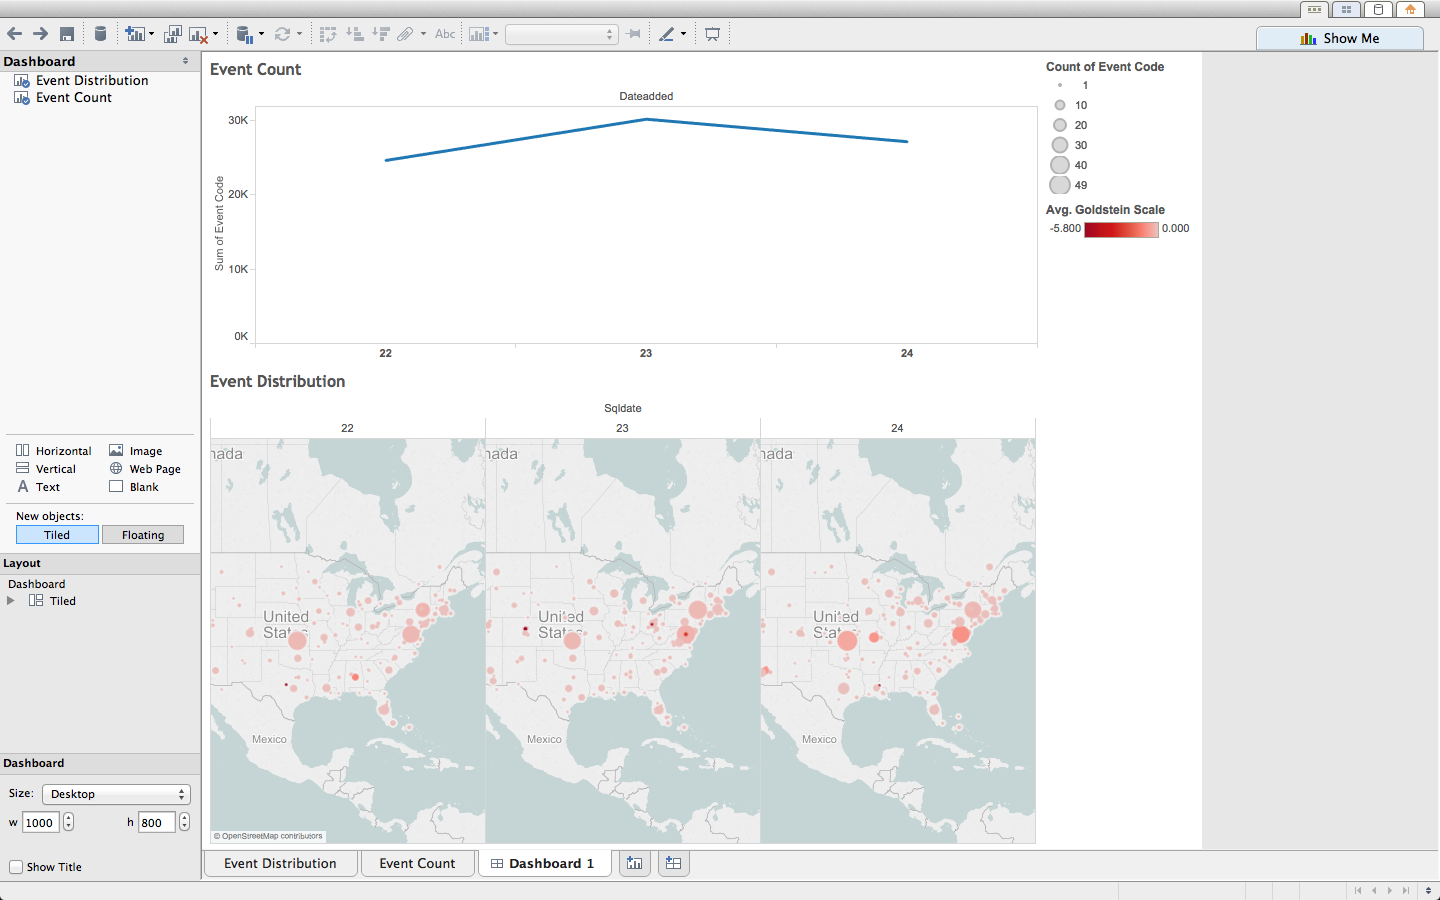 Show Me
Abc
Dashboard
Event Distribution
Event Count
Horizontal
Image
Vertical
Web Page
Text
Blank
New objects:
Tiled
Floating
Layout
Dashboard
Tiled
Dashboard
Size:
Desktop
w
1000
h
800
Show Title
Event Count
Dateadded
Sum of Event Code
30K
20K
10K
0K
22
23
24
Count of Event Code
1
10
20
30
40
49
Avg. Goldstein Scale
-5.800
0.000
Event Distribution
Sqldate
22
23
24
nada
nada
nada
United
States
United
States
United
States
Mexico
Mexico
Mexico
© OpenStreetMap contributors
Event Distribution
Event Count
Dashboard 1